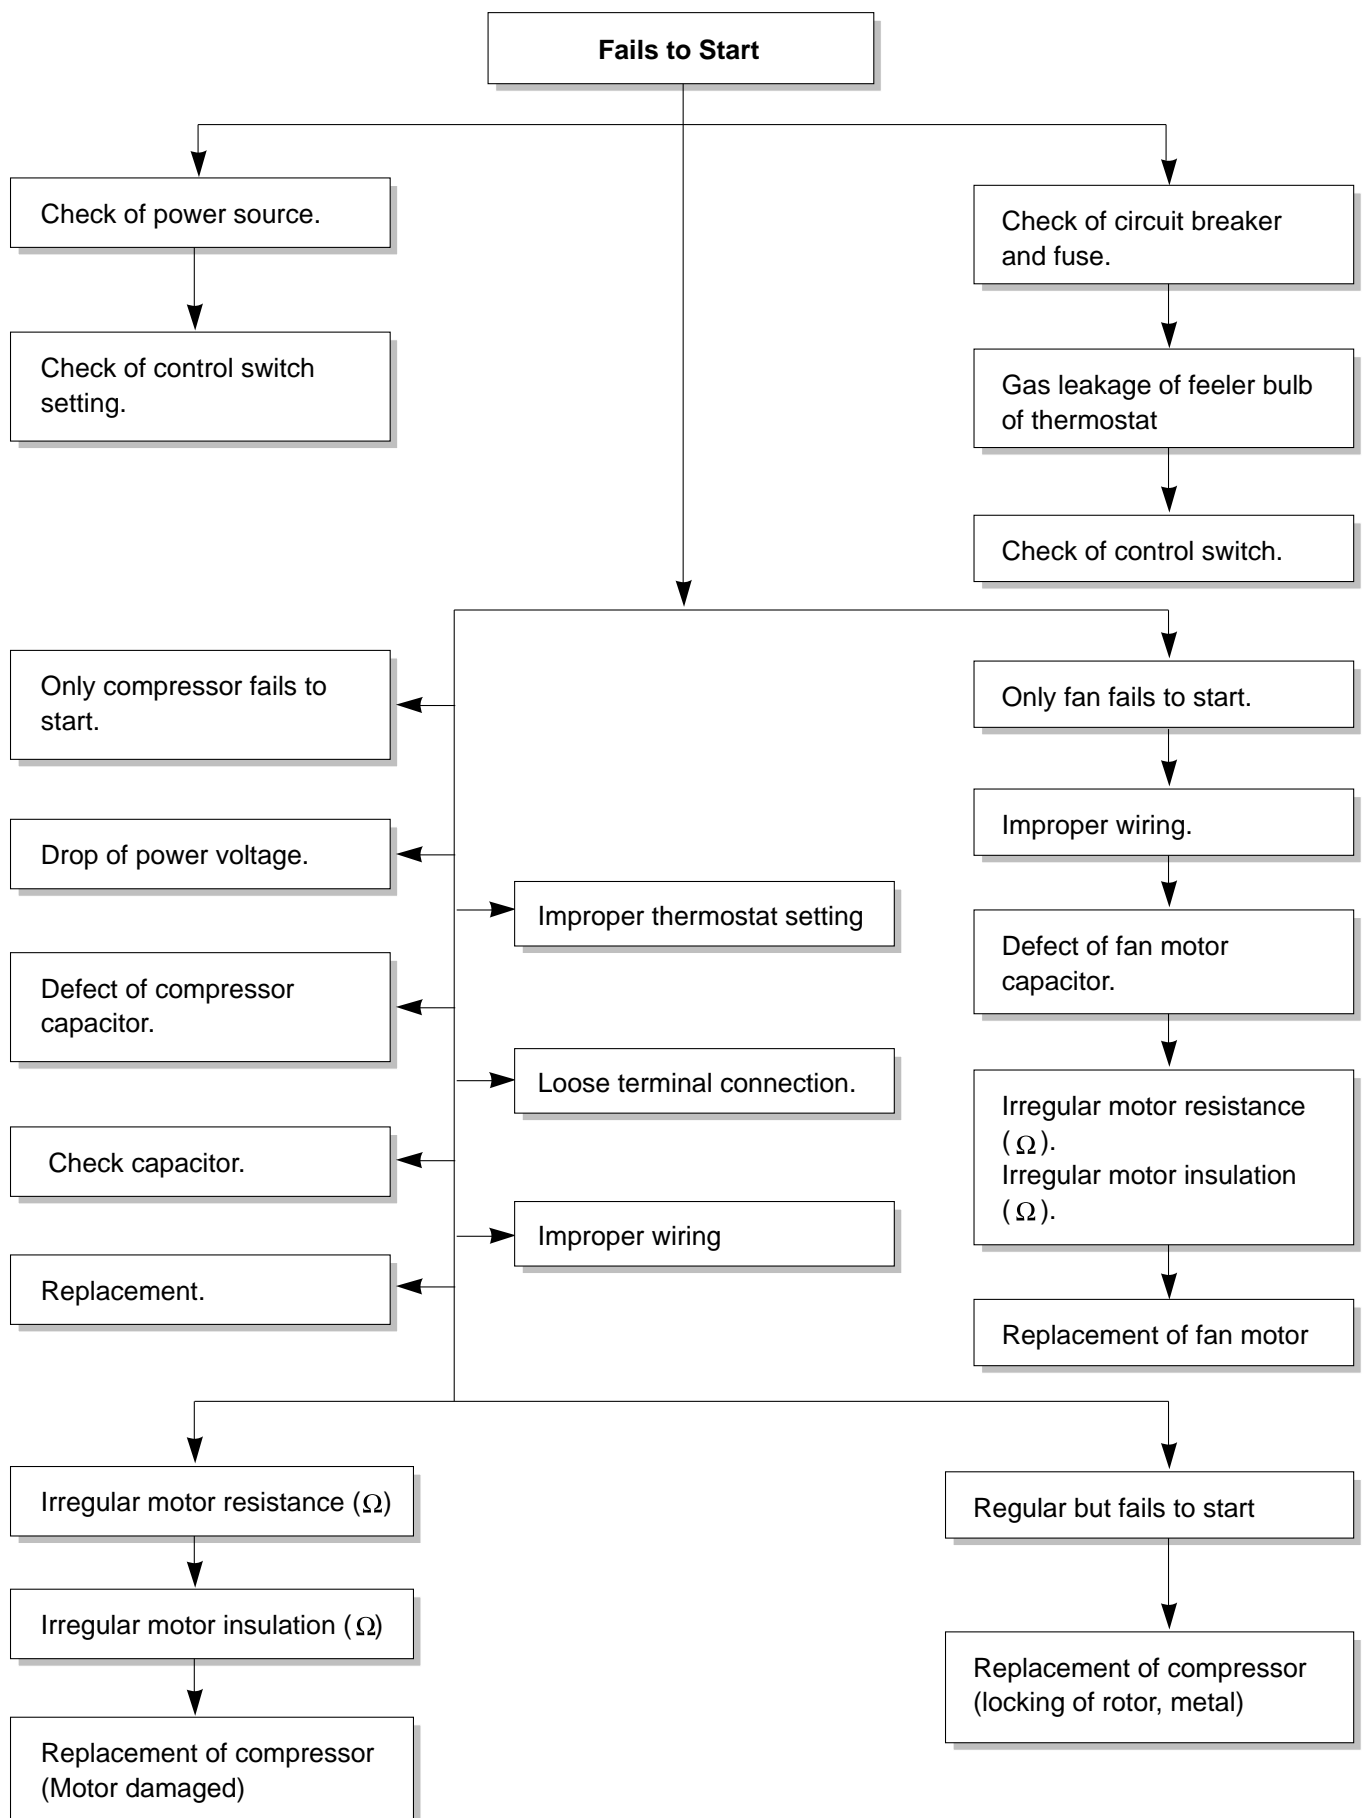 Fails to Start
Check of power source.
Check of control switch
setting.
Check of circuit breaker
and fuse.
Gas leakage of feeler bulb
of thermostat
Check of control switch.
Only compressor fails to
start.
Drop of power voltage.
Defect of compressor
capacitor.
Check capacitor.
Replacement.
Improper thermostat setting
Loose terminal connection.
Improper wiring
Only fan fails to start.
Improper wiring.
Defect of fan motor
capacitor.
Irregular motor resistance
(Ω).
Irregular motor insulation
(Ω).
Replacement of fan motor
Irregular motor resistance (Ω)
Irregular motor insulation (Ω)
Replacement of compressor
(Motor damaged)
Regular but fails to start
Replacement of compressor
(locking of rotor, metal)